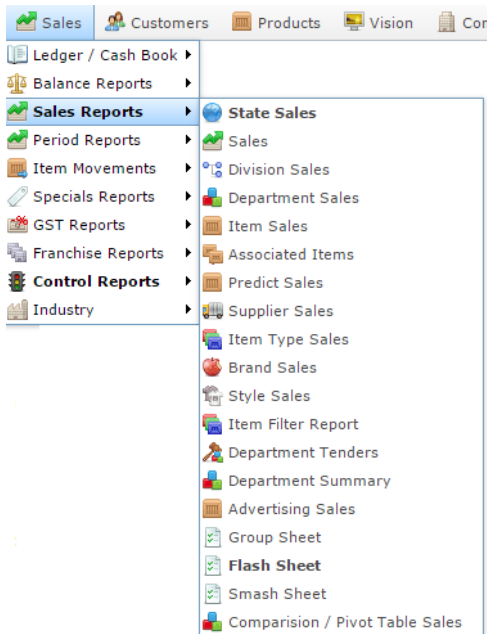 Sales Customers Products Vision
Ledger / Cash Book
Balance Reports
Sales Reports
Period Reports
Item Movements
Specials Reports
GST Reports
Franchise Reports
Control Reports
Industry
State Sales
Sales
Division Sales
Department Sales
Item Sales
Associated Items
Predict Sales
Supplier Sales
Item Type Sales
Brand Sales
Style Sales
Item Filter Report
Department Tenders
Department Summary
Advertising Sales
Group Sheet
Flash Sheet
Smash Sheet
Comparision / Pivot Table Sales